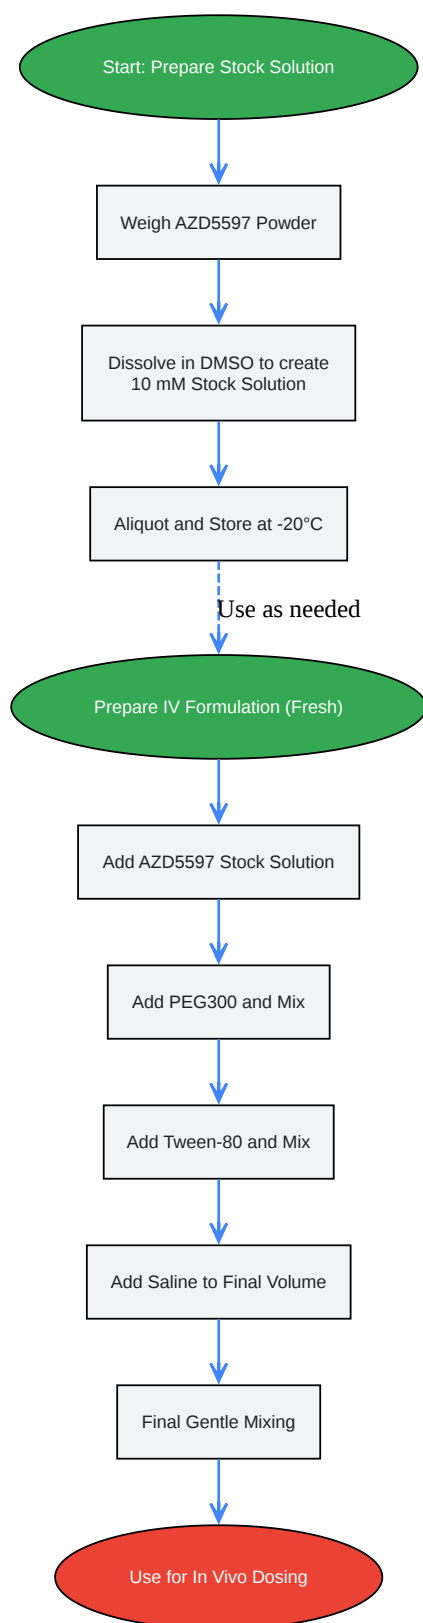 Start: Prepare Stock Solution
Weigh AZD5597 Powder
Dissolve in DMSO to create
10 mM Stock Solution
Aliquot and Store at -20°C
Use as needed
Prepare IV Formulation (Fresh)
Add AZD5597 Stock Solution
Add PEG300 and Mix
Add Tween-80 and Mix
Add Saline to Final Volume
Final Gentle Mixing
Use for In Vivo Dosing